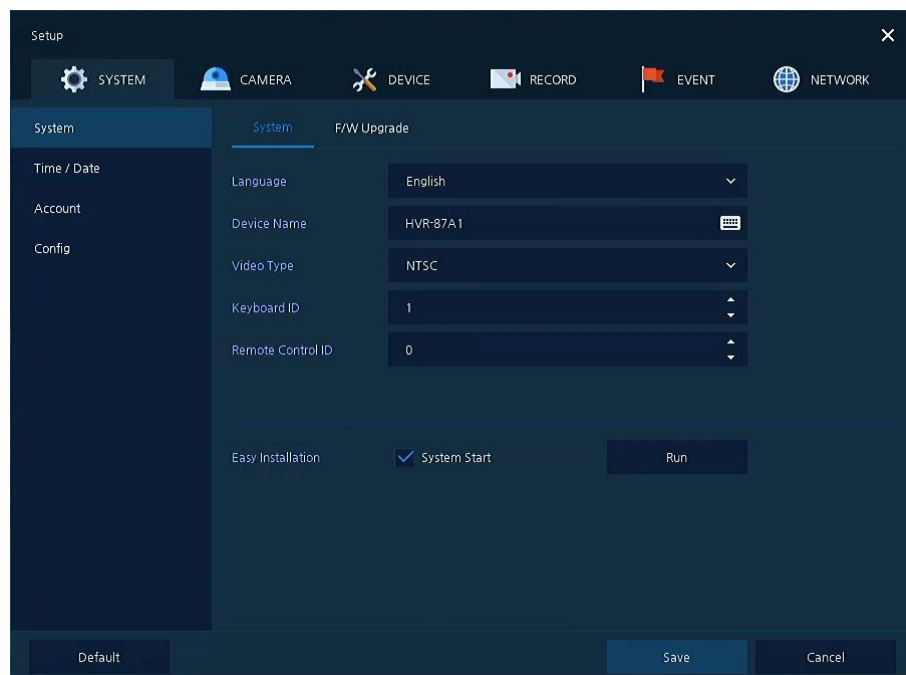 Setup
SYSTEM CAMERA DEVICE RECORD EVENT NETWORK
System
Time / Date
Account
Config
System F/W Upgrade
Language English
Device Name HVR-87A1
Video Type NTSC
Keyboard ID 1
Remote Control ID 0
Easy Installation System Start Run
Default Save Cancel